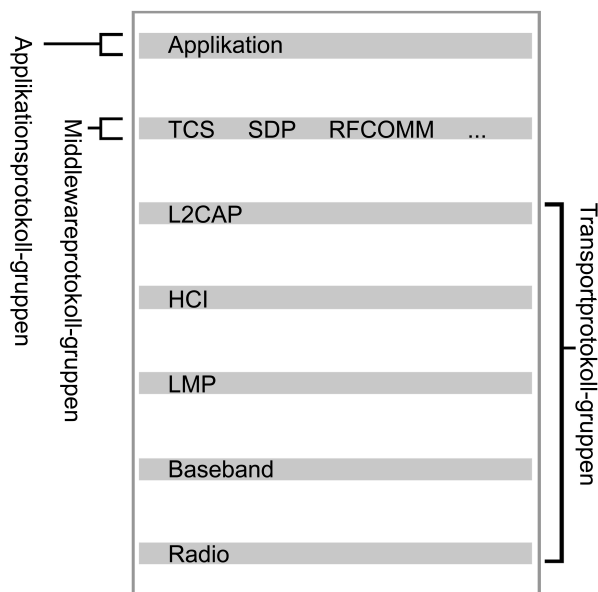 Applikationsprotokoll-gruppen
Middlewareprotokoll-gruppen
Applikation
TCS SDP RFCOMM ...
L2CAP
HCI
LMP
Baseband
Radio
Transportprotokoll-gruppen